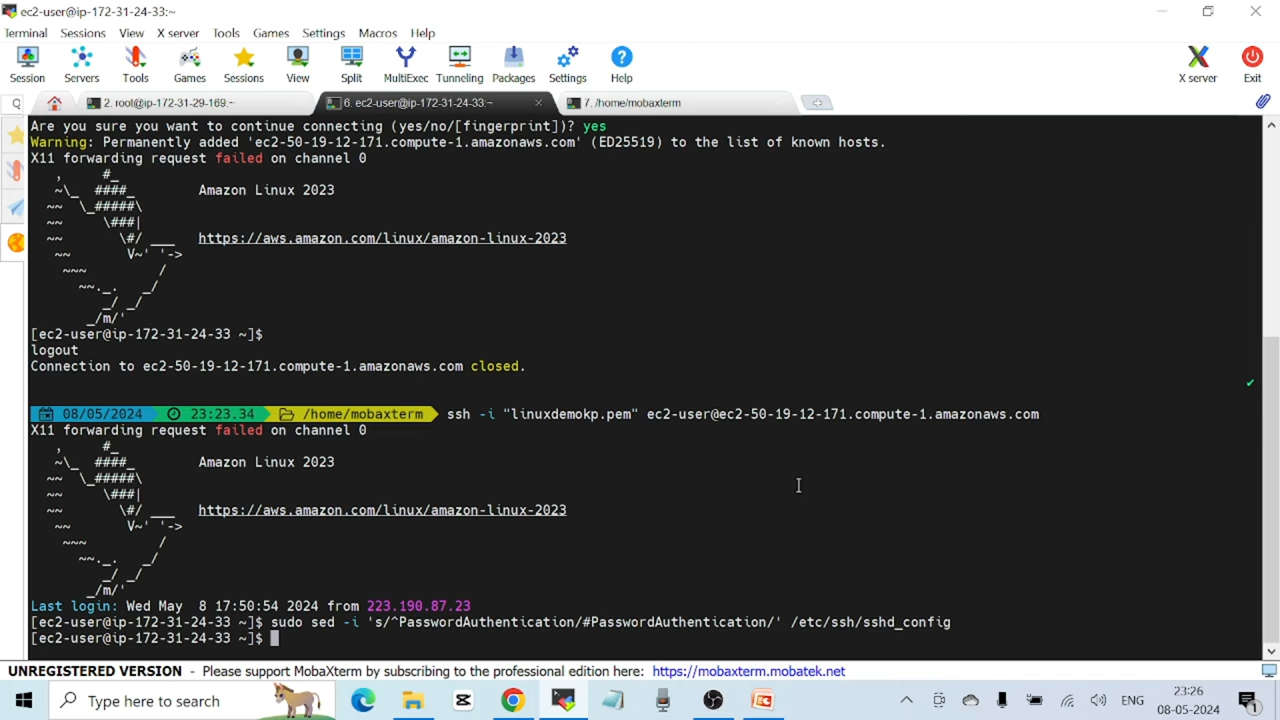 ec2-user@ip-172-31-24-33:~
Terminal Sessions View X server Tools Games Settings Macros Help
Session Servers Tools Games Sessions View Split MultiExec Tunneling Packages Settings Help X server Exit
2. root@ip-172-31-29-169:~ 6. ec2-user@ip-172-31-24-33:~ 7. /home/mobaxterm
Are you sure you want to continue connecting (yes/no/[fingerprint])? yes
Warning: Permanently added 'ec2-50-19-12-171.compute-1.amazonaws.com' (ED25519) to the list of known hosts.
X11 forwarding request failed on channel 0
   ,     #_
   ~\_  ####_        Amazon Linux 2023
  ~~  \_#####\
  ~~     \###|
  ~~       \#/ ___   https://aws.amazon.com/linux/amazon-linux-2023
   ~~       V~' '->
    ~~~         /
      ~~._.   _/
         _/ _/
       _/m/'
[ec2-user@ip-172-31-24-33 ~]$
logout
Connection to ec2-50-19-12-171.compute-1.amazonaws.com closed.
08/05/2024 23:23.34 /home/mobaxterm ssh -i "linuxdemokp.pem" ec2-user@ec2-50-19-12-171.compute-1.amazonaws.com
X11 forwarding request failed on channel 0
   ,     #_
   ~\_  ####_        Amazon Linux 2023
  ~~  \_#####\
  ~~     \###|
  ~~       \#/ ___   https://aws.amazon.com/linux/amazon-linux-2023
   ~~       V~' '->
    ~~~         /
      ~~._.   _/
         _/ _/
       _/m/'
Last login: Wed May  8 17:50:54 2024 from 223.190.87.23
[ec2-user@ip-172-31-24-33 ~]$ sudo sed -i 's/^PasswordAuthentication/#PasswordAuthentication/' /etc/ssh/sshd_config
[ec2-user@ip-172-31-24-33 ~]$
UNREGISTERED VERSION - Please support MobaXterm by subscribing to the professional edition here: https://mobaxterm.mobatek.net
Type here to search ENG 23:26
08-05-2024 1